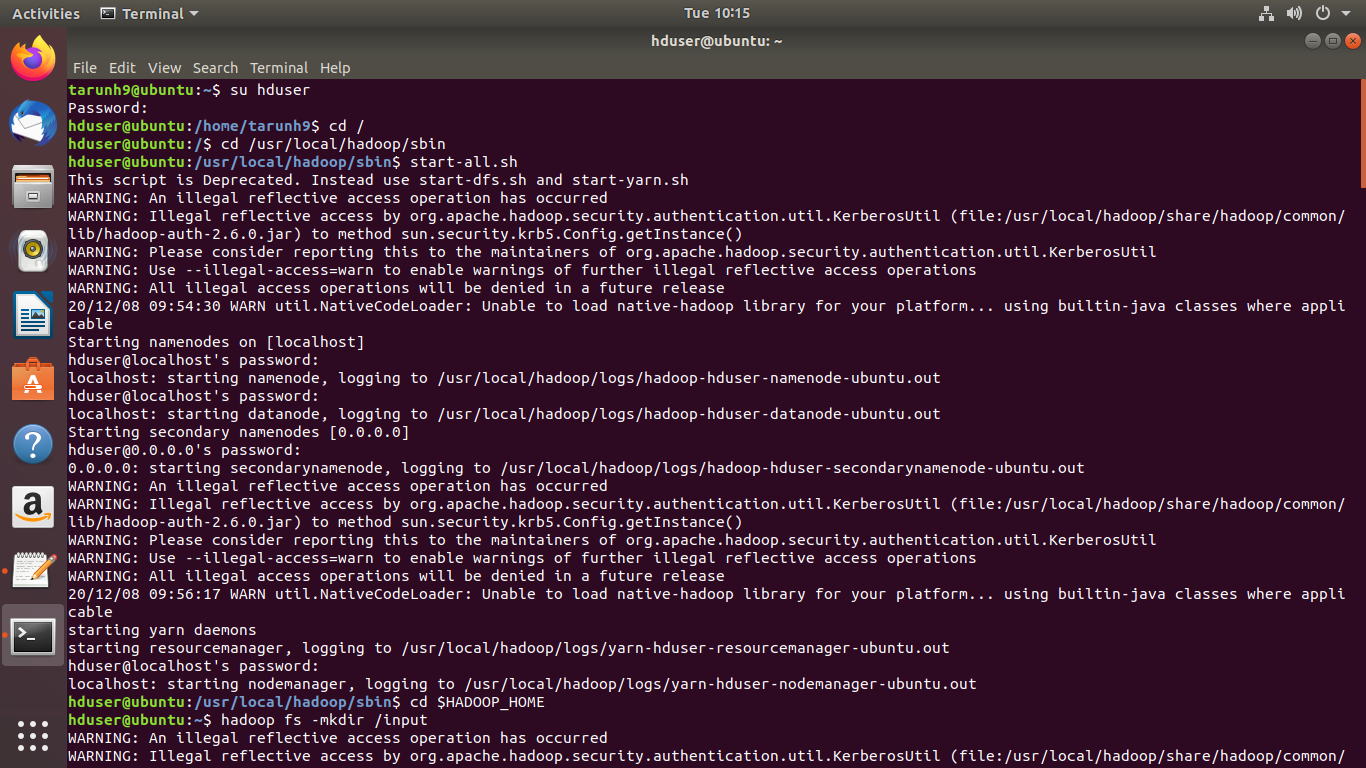 Activities Terminal Tue 10:15
hduser@ubuntu: ~
File Edit View Search Terminal Help
tarunh9@ubuntu:~$ su hduser
Password:
hduser@ubuntu:/home/tarunh9$ cd /
hduser@ubuntu:/$ cd /usr/local/hadoop/sbin
hduser@ubuntu:/usr/local/hadoop/sbin$ start-all.sh
This script is Deprecated. Instead use start-dfs.sh and start-yarn.sh
WARNING: An illegal reflective access operation has occurred
WARNING: Illegal reflective access by org.apache.hadoop.security.authentication.util.KerberosUtil (file:/usr/local/hadoop/share/hadoop/common/
lib/hadoop-auth-2.6.0.jar) to method sun.security.krb5.Config.getInstance()
WARNING: Please consider reporting this to the maintainers of org.apache.hadoop.security.authentication.util.KerberosUtil
WARNING: Use --illegal-access=warn to enable warnings of further illegal reflective access operations
WARNING: All illegal access operations will be denied in a future release
20/12/08 09:54:30 WARN util.NativeCodeLoader: Unable to load native-hadoop library for your platform... using builtin-java classes where appli
cable
Starting namenodes on [localhost]
hduser@localhost's password:
localhost: starting namenode, logging to /usr/local/hadoop/logs/hadoop-hduser-namenode-ubuntu.out
hduser@localhost's password:
localhost: starting datanode, logging to /usr/local/hadoop/logs/hadoop-hduser-datanode-ubuntu.out
Starting secondary namenodes [0.0.0.0]
hduser@0.0.0.0's password:
0.0.0.0: starting secondarynamenode, logging to /usr/local/hadoop/logs/hadoop-hduser-secondarynamenode-ubuntu.out
WARNING: An illegal reflective access operation has occurred
WARNING: Illegal reflective access by org.apache.hadoop.security.authentication.util.KerberosUtil (file:/usr/local/hadoop/share/hadoop/common/
lib/hadoop-auth-2.6.0.jar) to method sun.security.krb5.Config.getInstance()
WARNING: Please consider reporting this to the maintainers of org.apache.hadoop.security.authentication.util.KerberosUtil
WARNING: Use --illegal-access=warn to enable warnings of further illegal reflective access operations
WARNING: All illegal access operations will be denied in a future release
20/12/08 09:56:17 WARN util.NativeCodeLoader: Unable to load native-hadoop library for your platform... using builtin-java classes where appli
cable
starting yarn daemons
starting resourcemanager, logging to /usr/local/hadoop/logs/yarn-hduser-resourcemanager-ubuntu.out
hduser@localhost's password:
localhost: starting nodemanager, logging to /usr/local/hadoop/logs/yarn-hduser-nodemanager-ubuntu.out
hduser@ubuntu:/usr/local/hadoop/sbin$ cd $HADOOP_HOME
hduser@ubuntu:~$ hadoop fs -mkdir /input
WARNING: An illegal reflective access operation has occurred
WARNING: Illegal reflective access by org.apache.hadoop.security.authentication.util.KerberosUtil (file:/usr/local/hadoop/share/hadoop/common/